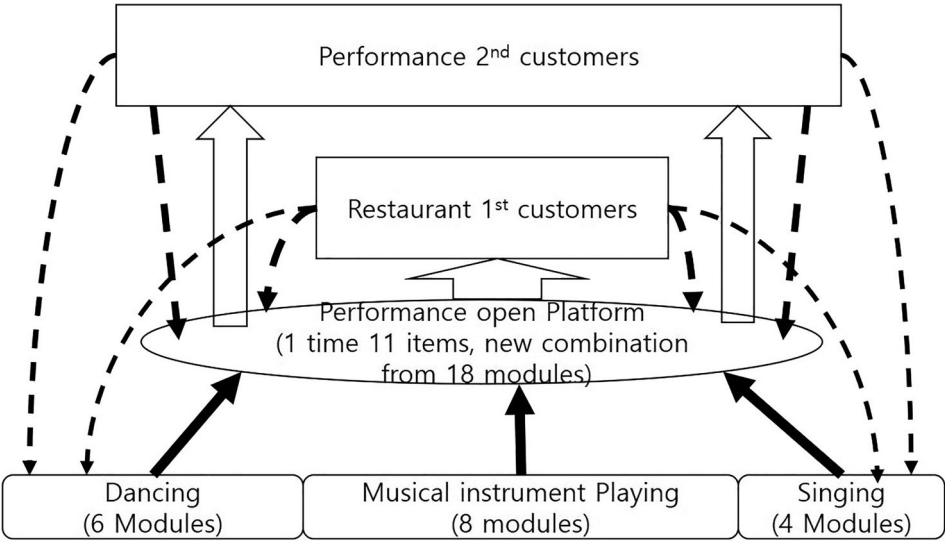 Performance 2nd customers
Restaurant 1st customers
Performance open Platform
(1 time 11 items, new combination
from 18 modules)
Dancing
(6 Modules)
Musical instrument Playing
(8 modules)
Singing
(4 Modules)